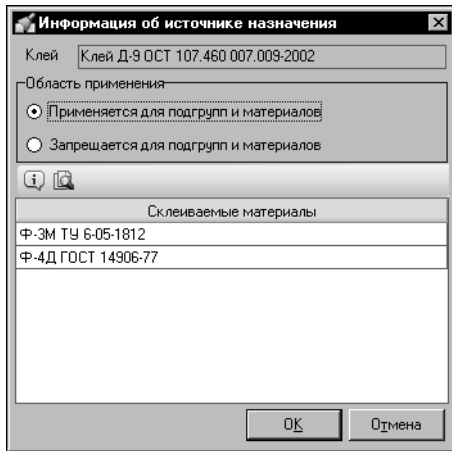 Информация об источнике назначения
Клей Клей Д-9 ОСТ 107.460 007.009-2002
Область применения
Применяется для подгрупп и материалов
Запрещается для подгрупп и материалов
Склеиваемые материалы
Ф-3М ТУ 6-05-1812
Ф-4Д ГОСТ 14906-77
ОК Отмена